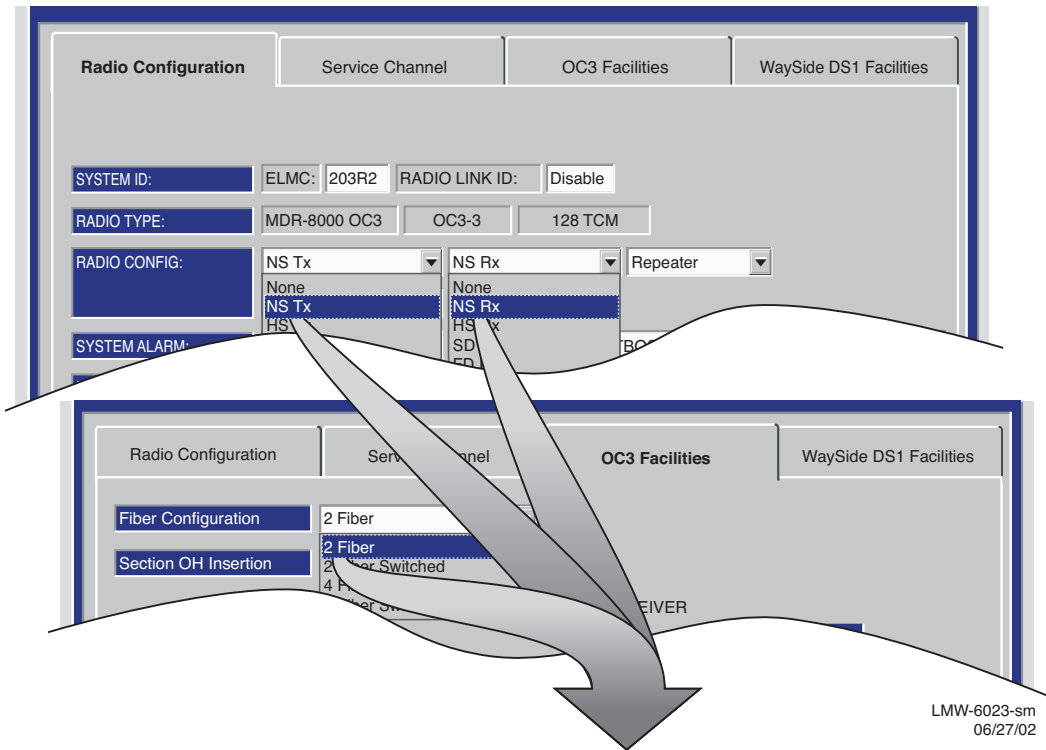 Radio Configuration Service Channel OC3 Facilities WaySide DS1 Facilities
SYSTEM ID: ELMC: 203R2 RADIO LINK ID: Disable
RADIO TYPE: MDR-8000 OC3 OC3-3 128 TCM
RADIO CONFIG: NS Tx NS Rx Repeater
None None
NS Tx NS Rx
HS
SD
SYSTEM ALARM:
Radio Configuration OC3 Facilities WaySide DS1 Facilities
Fiber Configuration 2 Fiber
2 Fiber
Section OH Insertion Switched
LMW-6023-sm
06/27/02